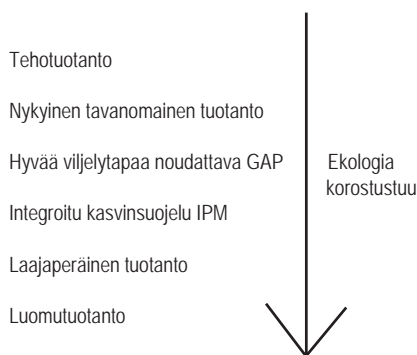 Tehotuotanto
Nykyinen tavanomainen tuotanto
Hyvää viljelytapaa noudattava GAP
Integroitu kasvinsuojelu IPM
Laajaperäinen tuotanto
Luomutuotanto
Ekologia
korostustuu